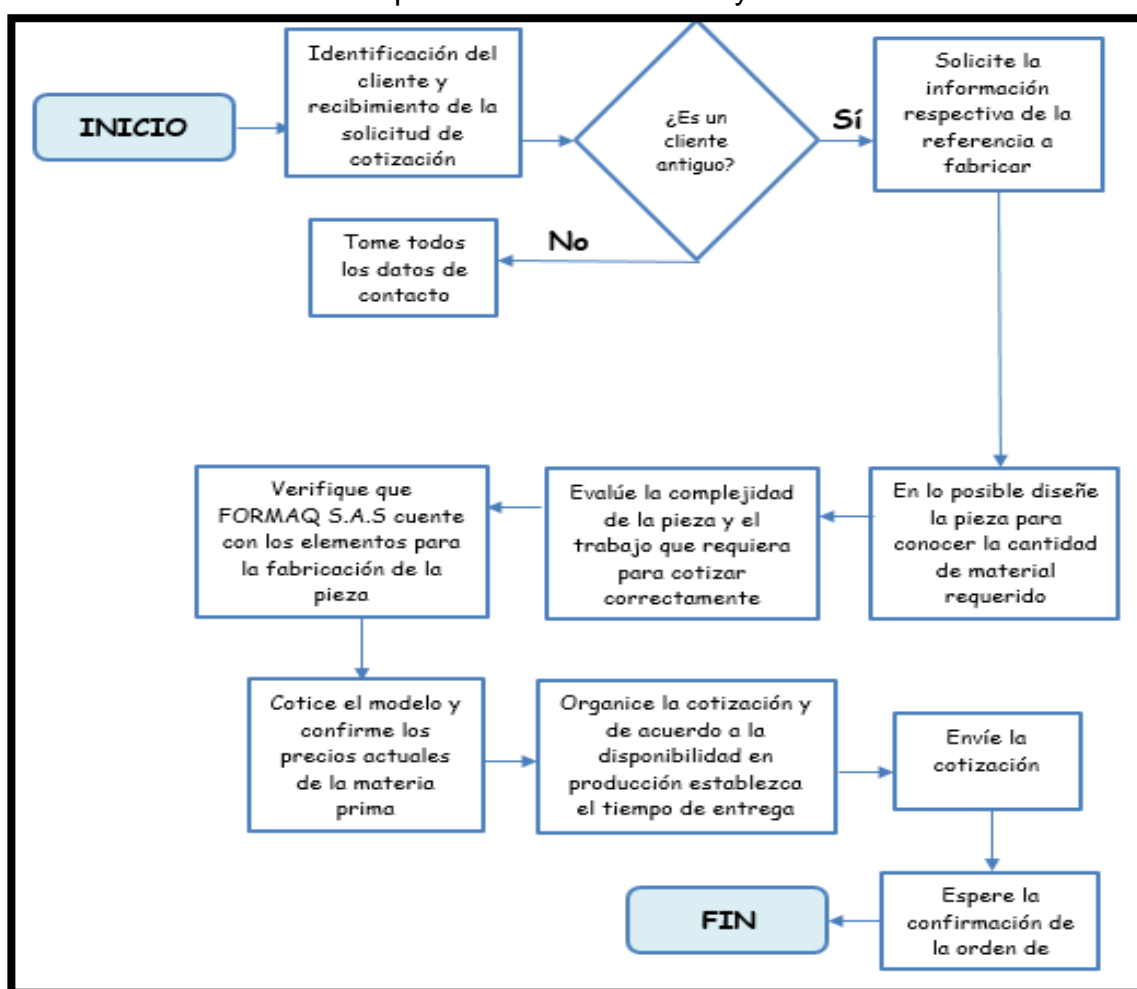 INICIO
Identificación del
cliente y
recibimiento de la
solicitud de
cotización
¿Es un
cliente
antiguo?
Sí
Solicite la
información
respectiva de la
referencia a
fabricar
No
Tome todos
los datos de
contacto
En lo posible diseñe
la pieza para
conocer la cantidad
de material
requerido
Evalúe la complejidad
de la pieza y el
trabajo que requiera
para cotizar
correctamente
Verifique que
FORMAQ S.A.S cuente
con los elementos para
la fabricación de la
pieza
Cotice el modelo y
confirme los
precios actuales
de la materia
prima
Organice la cotización y
de acuerdo a la
disponibilidad en
producción establezca
el tiempo de entrega
Envíe la
cotización
Espere la
confirmación de
la orden de
FIN